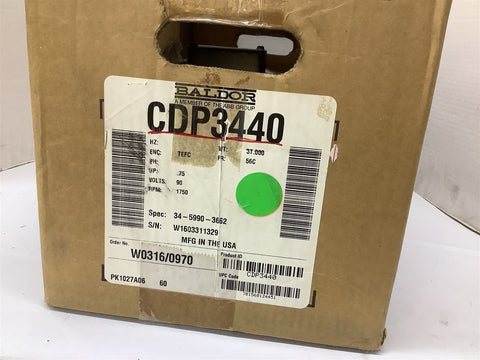 BALDOR
A MEMBER OF THE ABB GROUP
CDP3440
HZ: WT: 37.000
ENC: TEFC FR: 56C
PH:
HP: .75
VOLTS: 90
RPM: 1750
Spec: 34-5990-3662
S/N: W1603311329
MFG IN THE USA
Order No. Product ID
W0316/0970
UPC Code CDP3440
PK1027A06 60
781568124451